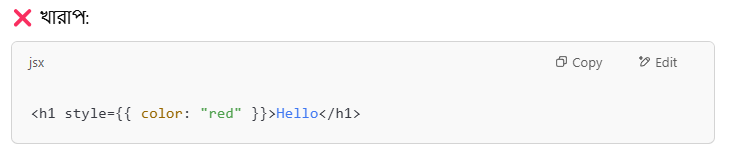 ❌ খারাপ:
jsx Copy Edit
<h1 style={{ color: "red" }}>Hello</h1>